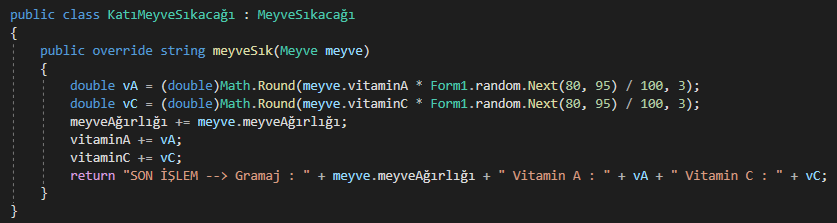 public class KatıMeyveSıkacağı : MeyveSıkacağı
{
public override string meyveSık(Meyve meyve)
{
double vA = (double)Math.Round(meyve.vitaminA * Form1.random.Next(80, 95) / 100, 3);
double vC = (double)Math.Round(meyve.vitaminC * Form1.random.Next(80, 95) / 100, 3);
meyveAğırlığı += meyve.meyveAğırlığı;
vitaminA += vA;
vitaminC += vC;
return "SON İŞLEM --> Gramaj : " + meyve.meyveAğırlığı + " Vitamin A : " + vA + " Vitamin C : " + vC;
}
}